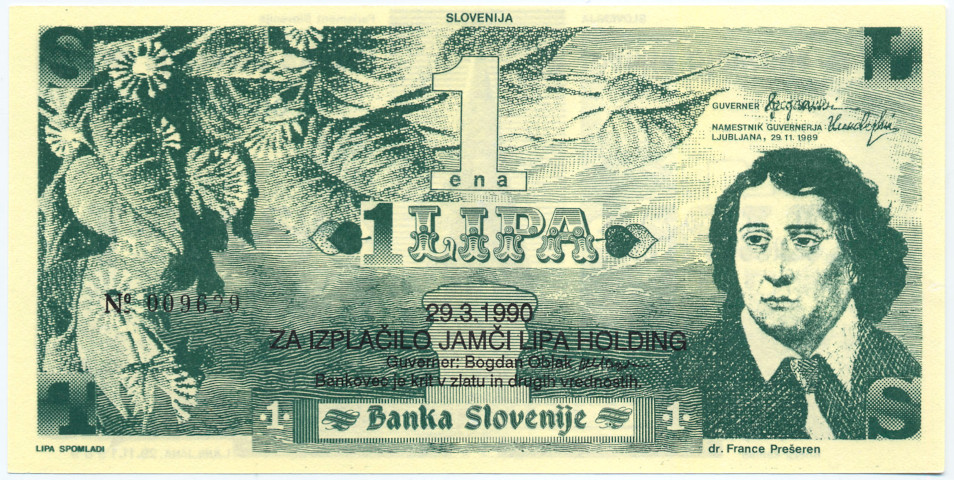 SLOVENIJA
S L
1
ena
1 LIPA
GUVERNER
NAMESTNIK GUVERNERJA
LJUBLJANA, 29.11.1989
Nº 009629
29.3.1990
ZA IZPLAČILO JAMČI LIPA HOLDING
Guverner: Bogdan Oblak
Bankovec je krit v zlatu in drugih vrednostih.
·1· Banka Slovenije ·1·
1 S
LIPA SPOMLADI
dr. France Prešeren